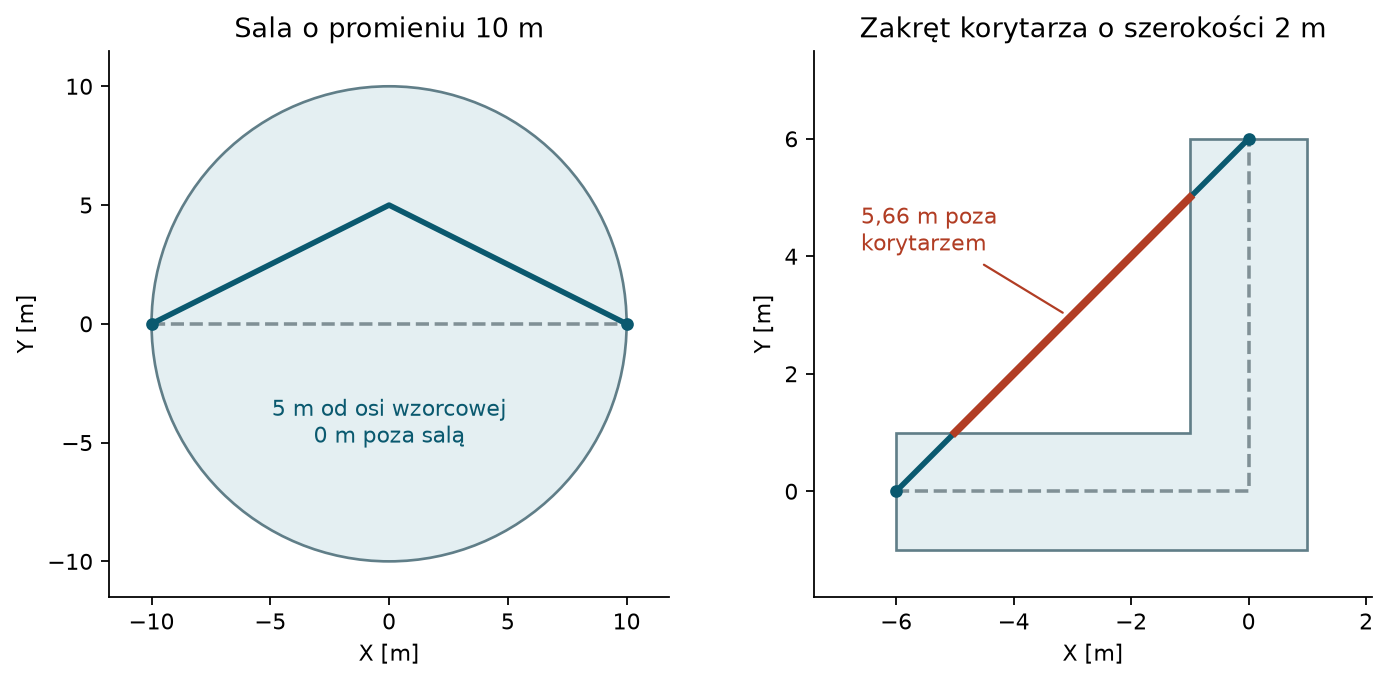 Sala o promieniu 10 m
10
5
0
−5
−10
Y [m]
5 m od osi wzorcowej
0 m poza salą
−10
−5
0
5
10
X [m]
Zakręt korytarza o szerokości 2 m
6
4
2
0
Y [m]
5,66 m poza
korytarzem
−6
−4
−2
0
2
X [m]